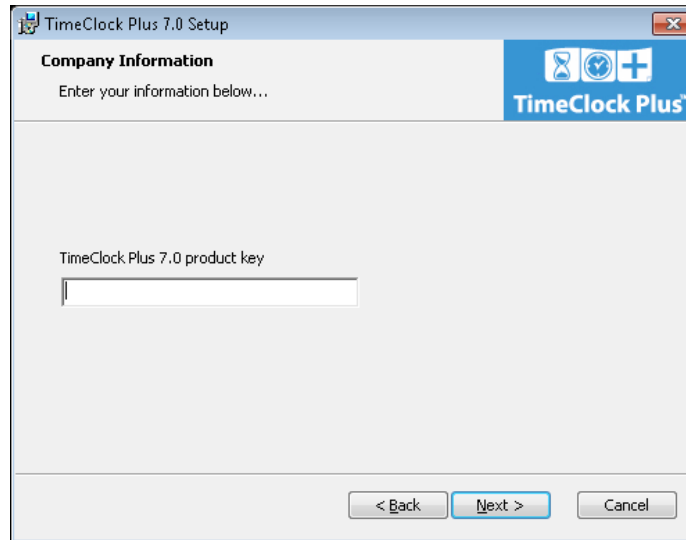 TimeClock Plus 7.0 Setup
Company Information
Enter your information below...
TimeClock Plus™
TimeClock Plus 7.0 product key
< Back
Next >
Cancel